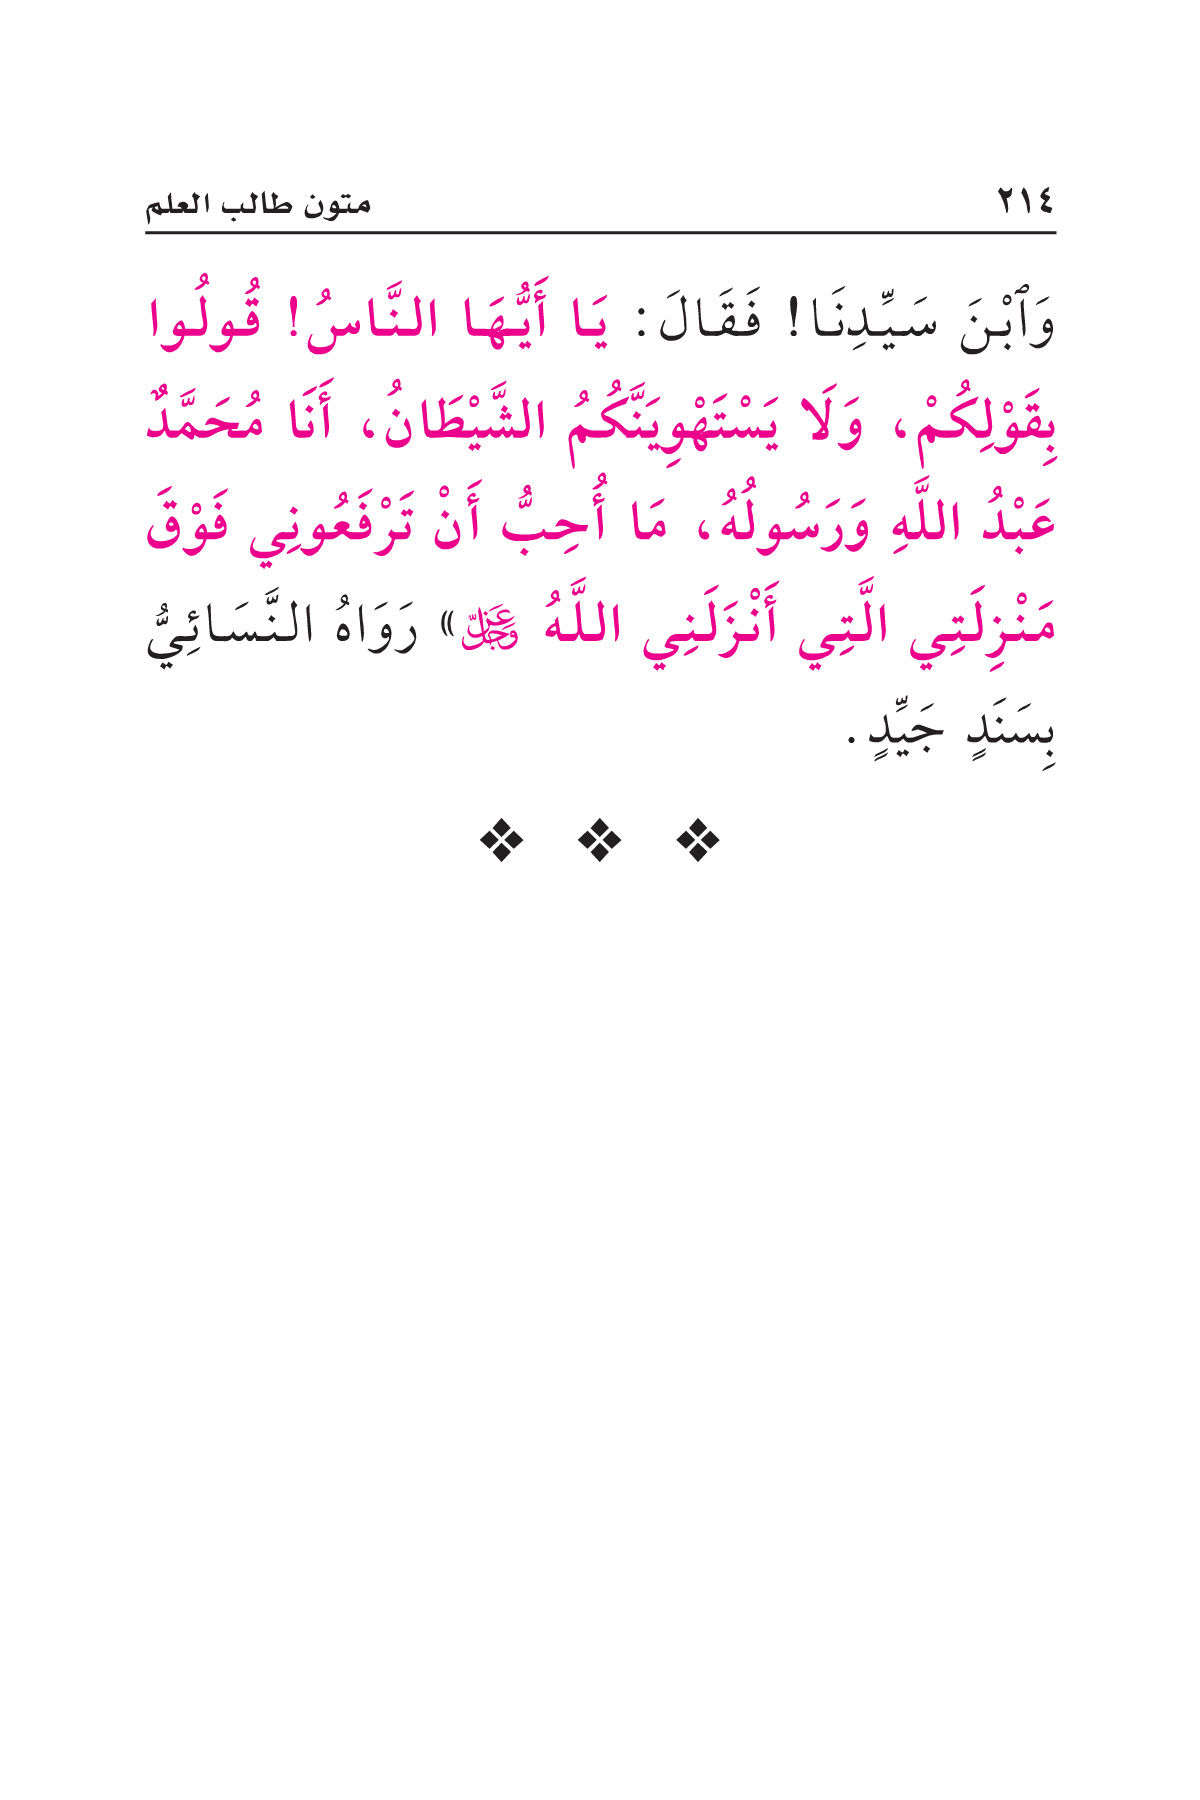 ٢١٤ متون طالب العلم
وَٱبْنَ سَيِّدِنَا! فَقَالَ: يَا أَيُّهَا النَّاسُ! قُولُوا
بِقَوْلِكُمْ، وَلَا يَسْتَهْوِيَنَّكُمُ الشَّيْطَانُ، أَنَا مُحَمَّدٌ
عَبْدُ اللَّهِ وَرَسُولُهُ، مَا أُحِبُّ أَنْ تَرْفَعُونِي فَوْقَ
مَنْزِلَتِي الَّتِي أَنْزَلَنِي اللَّهُ عَزَّ وَجَلَّ» رَوَاهُ النَّسَائِيُّ
بِسَنَدٍ جَيِّدٍ.